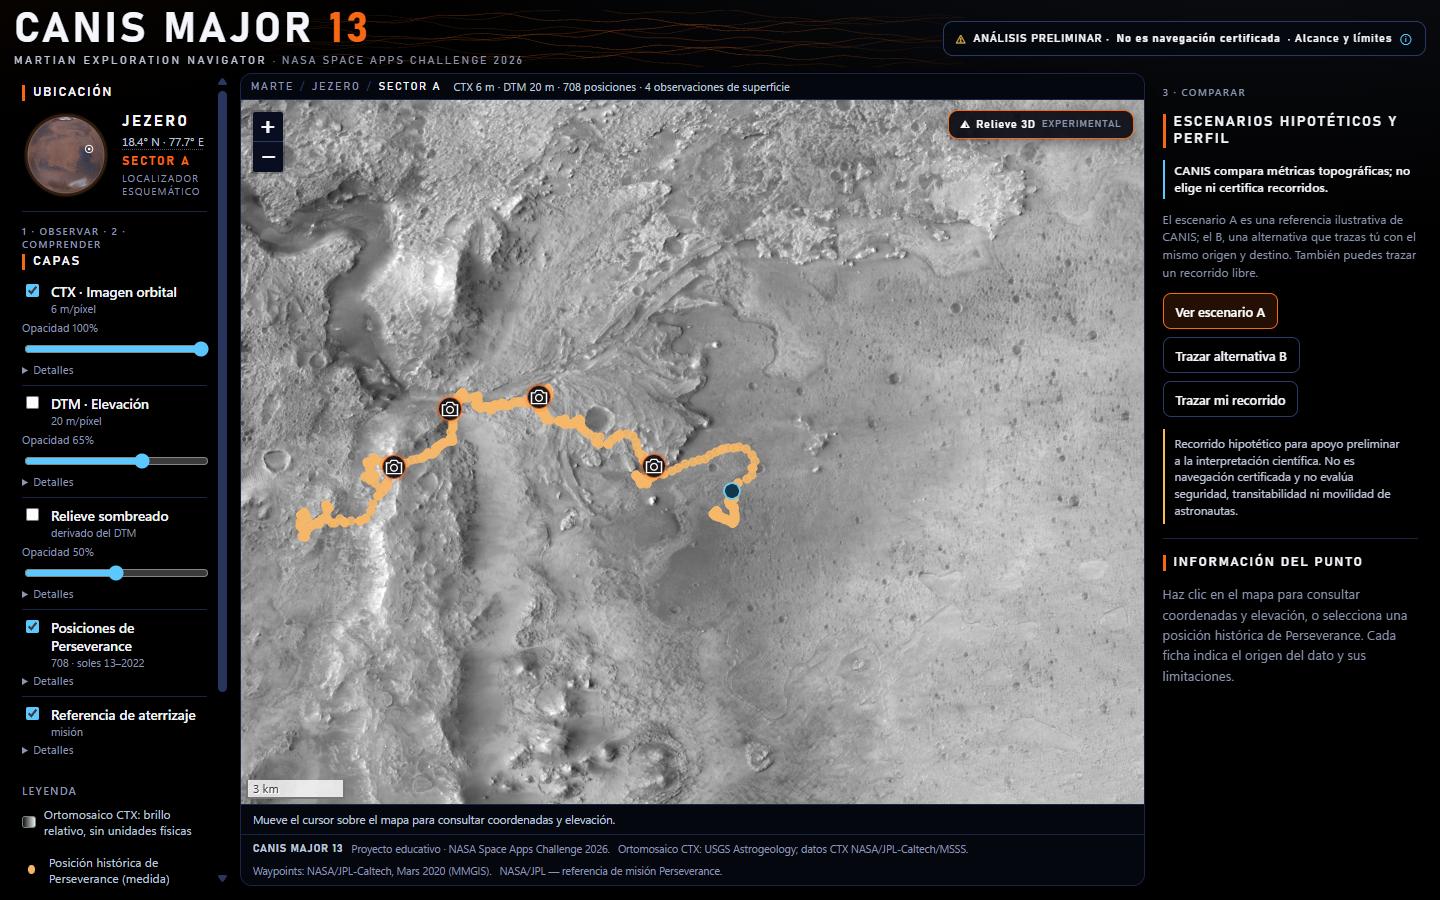 CANIS MAJOR 13
MARTIAN EXPLORATION NAVIGATOR · NASA SPACE APPS CHALLENGE 2026
⚠ ANÁLISIS PRELIMINAR · No es navegación certificada · Alcance y límites ⓘ
UBICACIÓN
JEZERO
18.4° N · 77.7° E
SECTOR A
LOCALIZADOR
ESQUEMÁTICO
1 · OBSERVAR · 2 ·
COMPRENDER
CAPAS
CTX · Imagen orbital
6 m/píxel
Opacidad 100%
▶ Detalles
DTM · Elevación
20 m/píxel
Opacidad 65%
▶ Detalles
Relieve sombreado
derivado del DTM
Opacidad 50%
▶ Detalles
Posiciones de
Perseverance
708 · soles 13–2022
▶ Detalles
Referencia de aterrizaje
misión
▶ Detalles
LEYENDA
Ortomosaico CTX: brillo
relativo, sin unidades físicas
Posición histórica de
Perseverance (medida)
MARTE / JEZERO / SECTOR A CTX 6 m · DTM 20 m · 708 posiciones · 4 observaciones de superficie
+
−
Relieve 3D EXPERIMENTAL
3 km
Mueve el cursor sobre el mapa para consultar coordenadas y elevación.
CANIS MAJOR 13 Proyecto educativo · NASA Space Apps Challenge 2026. Ortomosaico CTX: USGS Astrogeology; datos CTX NASA/JPL-Caltech/MSSS.
Waypoints: NASA/JPL-Caltech, Mars 2020 (MMGIS). NASA/JPL — referencia de misión Perseverance.
3 · COMPARAR
ESCENARIOS HIPOTÉTICOS Y
PERFIL
CANIS compara métricas topográficas; no
elige ni certifica recorridos.
El escenario A es una referencia ilustrativa de
CANIS; el B, una alternativa que trazas tú con el
mismo origen y destino. También puedes trazar
un recorrido libre.
Ver escenario A
Trazar alternativa B
Trazar mi recorrido
Recorrido hipotético para apoyo preliminar
a la interpretación científica. No es
navegación certificada y no evalúa
seguridad, transitabilidad ni movilidad de
astronautas.
INFORMACIÓN DEL PUNTO
Haz clic en el mapa para consultar
coordenadas y elevación, o selecciona una
posición histórica de Perseverance. Cada
ficha indica el origen del dato y sus
limitaciones.